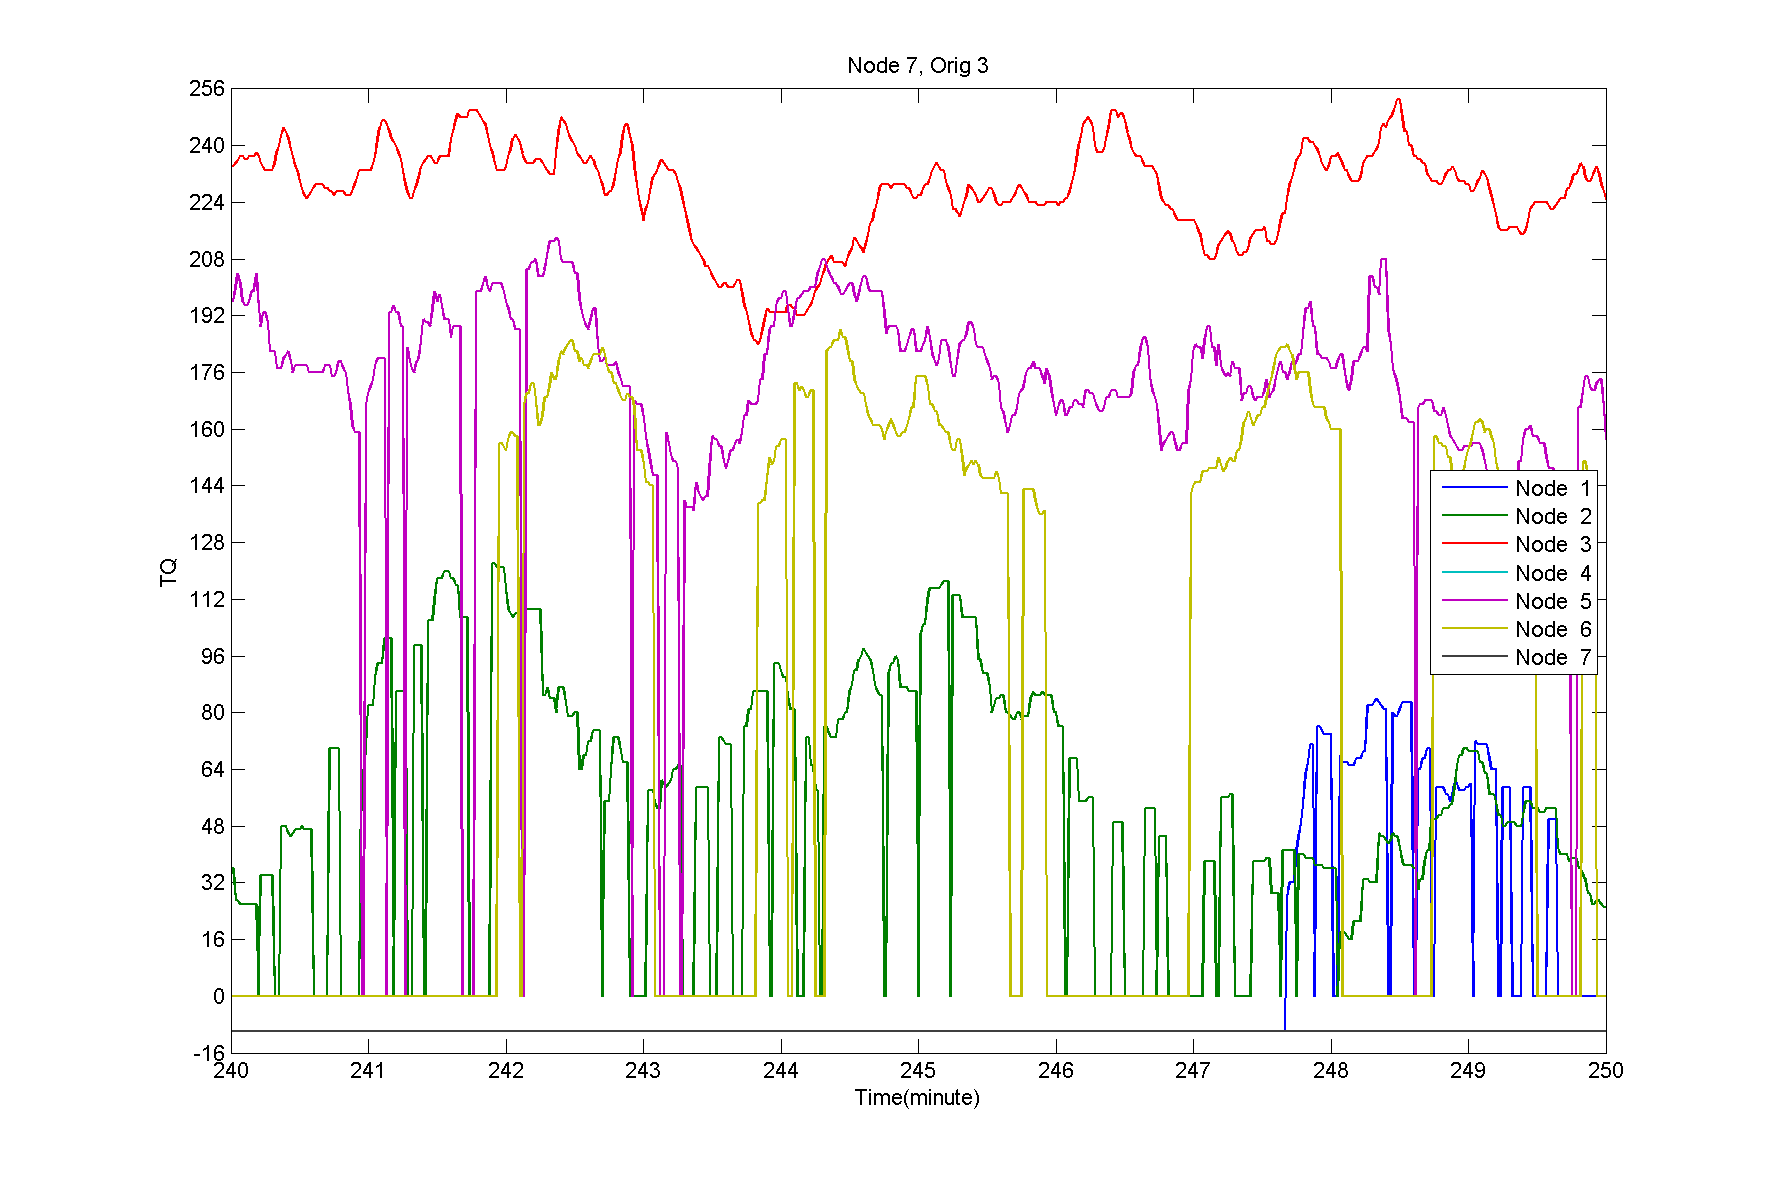 Node 7, Orig 3
256
240
224
208
192
176
160
144
128
112
96
80
64
48
32
16
0
-16
TQ
Node 1
Node 2
Node 3
Node 4
Node 5
Node 6
Node 7
240 241 242 243 244 245 246 247 248 249 250
Time(minute)